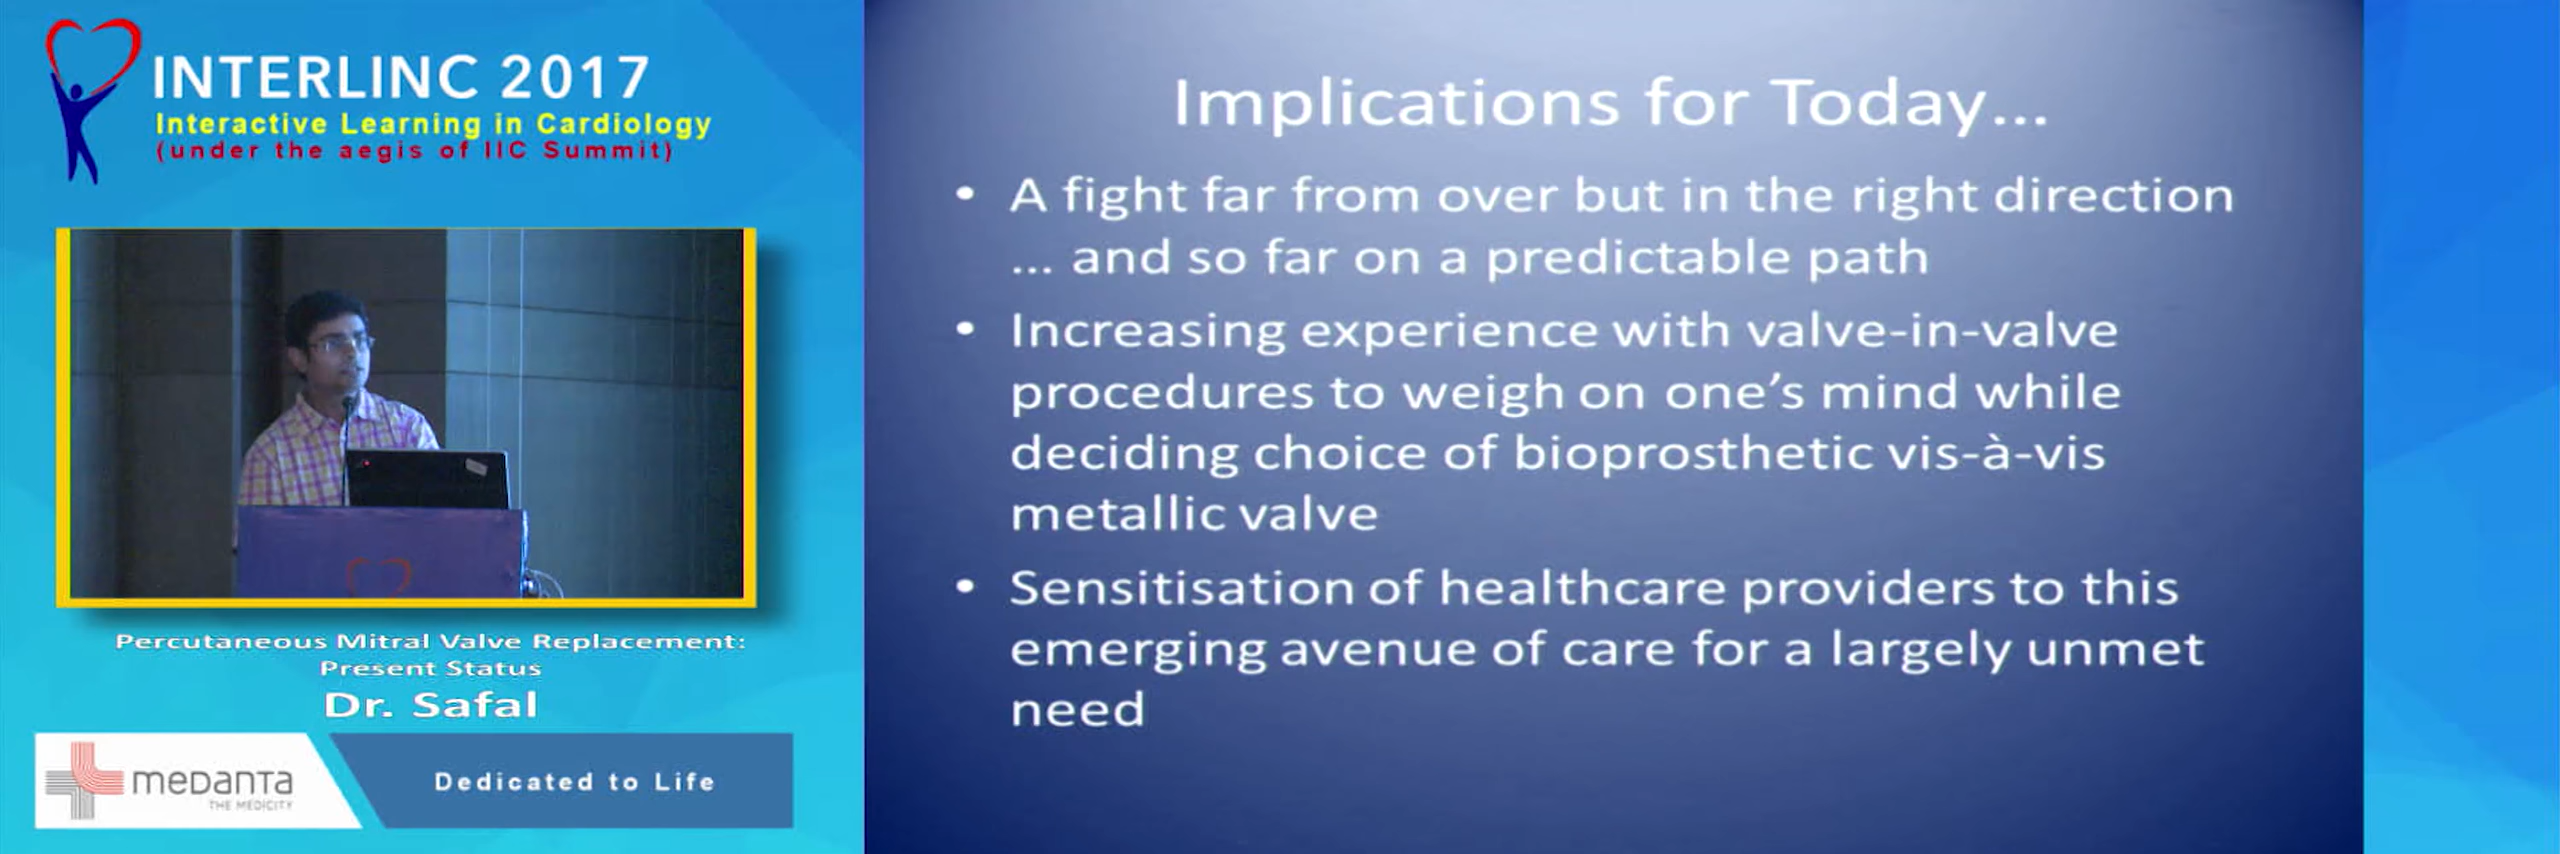 INTERLINC 2017
Interactive Learning in Cardiology
(under the aegis of IIC Summit)
Percutaneous Mitral Valve Replacement:
Present Status
Dr. Safal
meDanTa
THE MEDICITY
Dedicated to Life
Implications for Today...
• A fight far from over but in the right direction
... and so far on a predictable path
• Increasing experience with valve-in-valve
procedures to weigh on one’s mind while
deciding choice of bioprosthetic vis-à-vis
metallic valve
• Sensitisation of healthcare providers to this
emerging avenue of care for a largely unmet
need